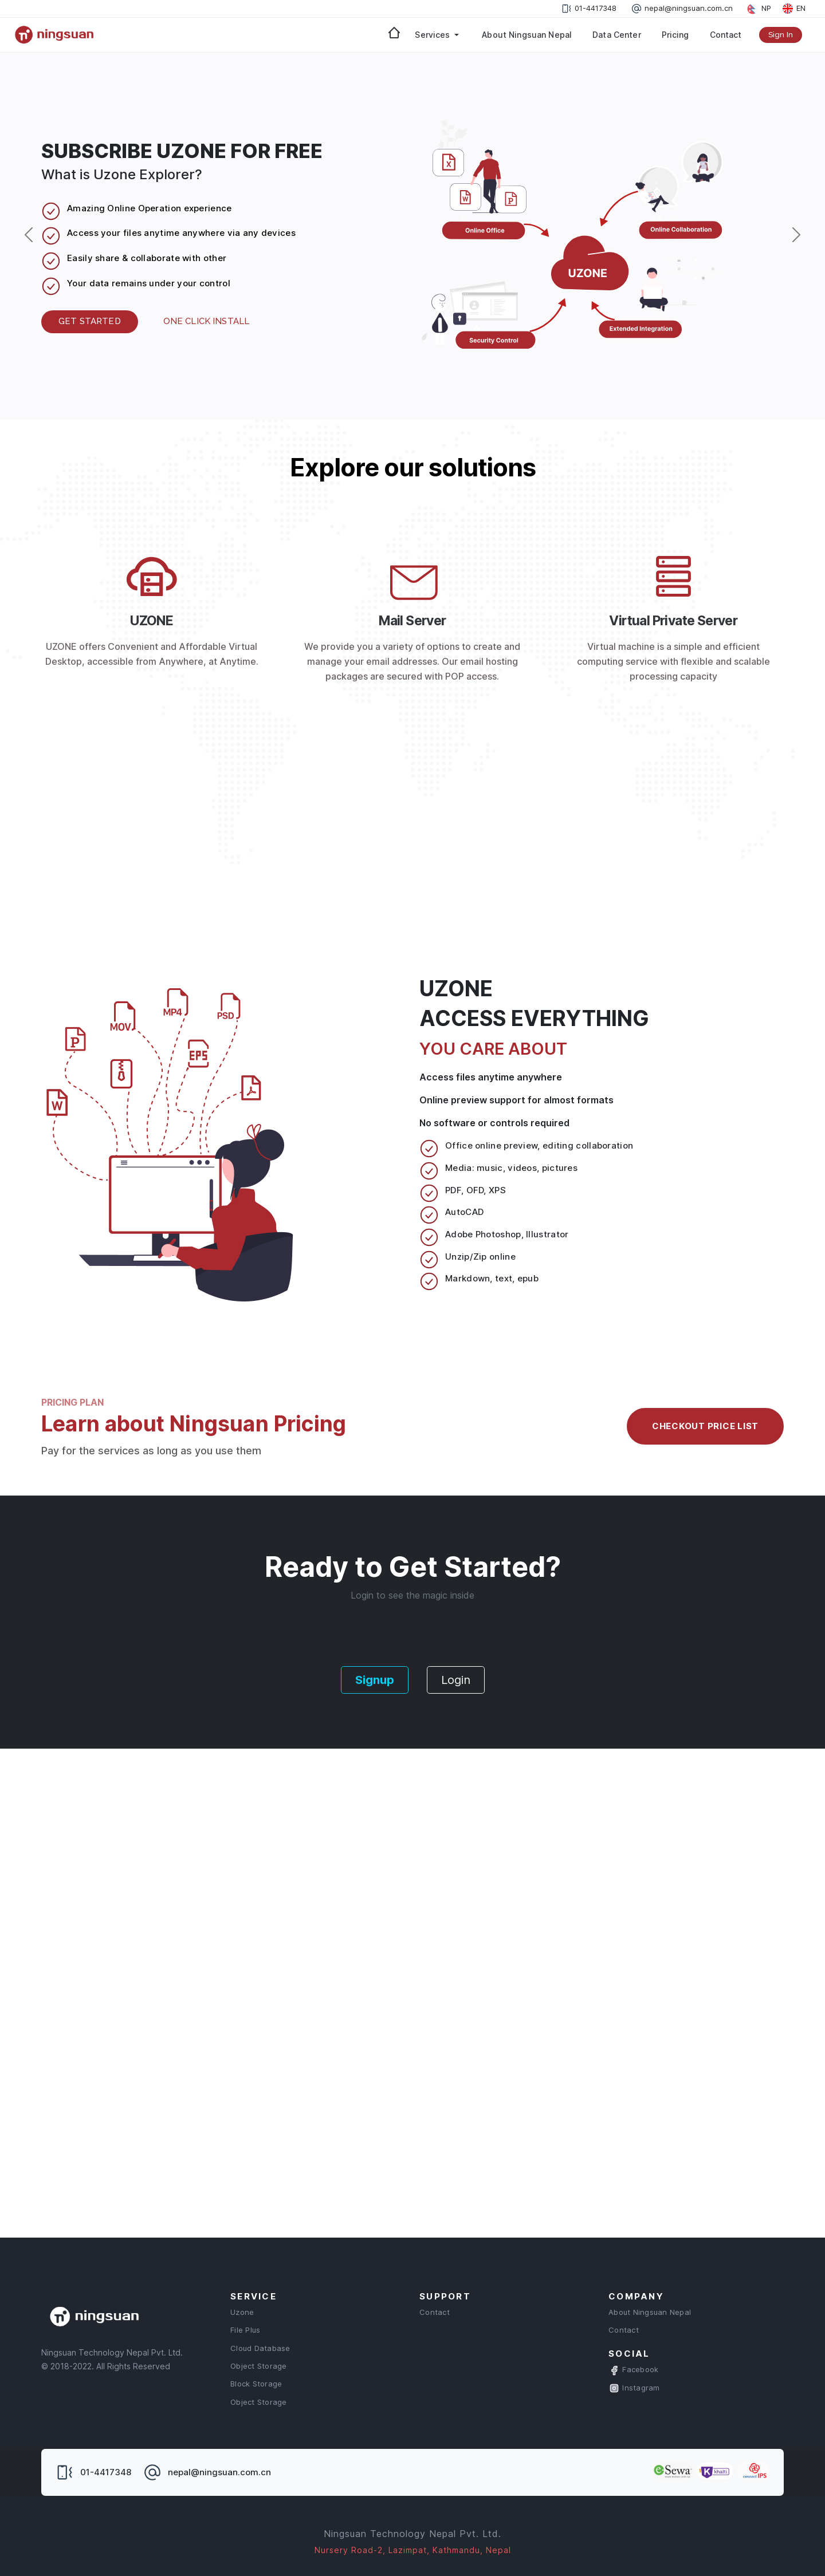 01-4417348 nepal@ningsuan.com.cn NP EN
ningsuan Services About Ningsuan Nepal Data Center Pricing Contact Sign In
SUBSCRIBE UZONE FOR FREE
What is Uzone Explorer?
Amazing Online Operation experience
Access your files anytime anywhere via any devices
Easily share & collaborate with other
Your data remains under your control
GET STARTED ONE CLICK INSTALL
X
W
P
Online Office
Online Collaboration
UZONE
Extended Integration
Security Control
Explore our solutions
UZONE
UZONE offers Convenient and Affordable Virtual
Desktop, accessible from Anywhere, at Anytime.
Mail Server
We provide you a variety of options to create and
manage your email addresses. Our email hosting
packages are secured with POP access.
Virtual Private Server
Virtual machine is a simple and efficient
computing service with flexible and scalable
processing capacity
MP4
MOV
PSD
P
EPS
W
UZONE
ACCESS EVERYTHING
YOU CARE ABOUT
Access files anytime anywhere
Online preview support for almost formats
No software or controls required
Office online preview, editing collaboration
Media: music, videos, pictures
PDF, OFD, XPS
AutoCAD
Adobe Photoshop, Illustrator
Unzip/Zip online
Markdown, text, epub
PRICING PLAN
Learn about Ningsuan Pricing
Pay for the services as long as you use them
CHECKOUT PRICE LIST
Ready to Get Started?
Login to see the magic inside
Signup Login
ningsuan
Ningsuan Technology Nepal Pvt. Ltd.
© 2018-2022. All Rights Reserved
SERVICE
Uzone
File Plus
Cloud Database
Object Storage
Block Storage
Object Storage
SUPPORT
Contact
COMPANY
About Ningsuan Nepal
Contact
SOCIAL
Facebook
Instagram
01-4417348 nepal@ningsuan.com.cn
eSewa
khalti
IPS
Ningsuan Technology Nepal Pvt. Ltd.
Nursery Road-2, Lazimpat, Kathmandu, Nepal